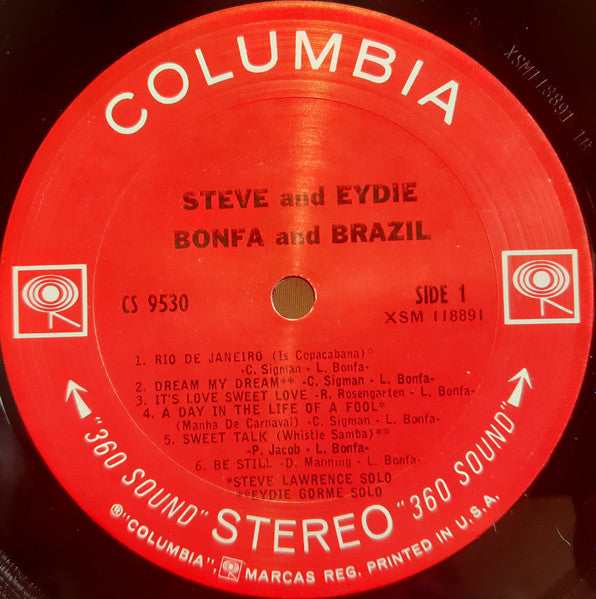 COLUMBIA
XSM118891-1B
STEVE and EYDIE
BONFA and BRAZIL
CS 9530
SIDE 1
XSM 118891
1. RIO DE JANEIRO (Is Copacabana)*
-C. Sigman - L. Bonfa-
2. DREAM MY DREAM** -C. Sigman - L. Bonfa-
3. IT'S LOVE SWEET LOVE -R. Rosengarten - L. Bonfa-
4. A DAY IN THE LIFE OF A FOOL*
(Manha De Carnaval) -C. Sigman - L. Bonfa-
5. SWEET TALK (Whistle Samba)**
-P. Jacob - L. Bonfa-
6. BE STILL -D. Manning - L. Bonfa-
*STEVE LAWRENCE SOLO
**EYDIE GORME SOLO
"360 SOUND" STEREO "360 SOUND"
®"COLUMBIA", MARCAS REG. PRINTED IN U.S.A.